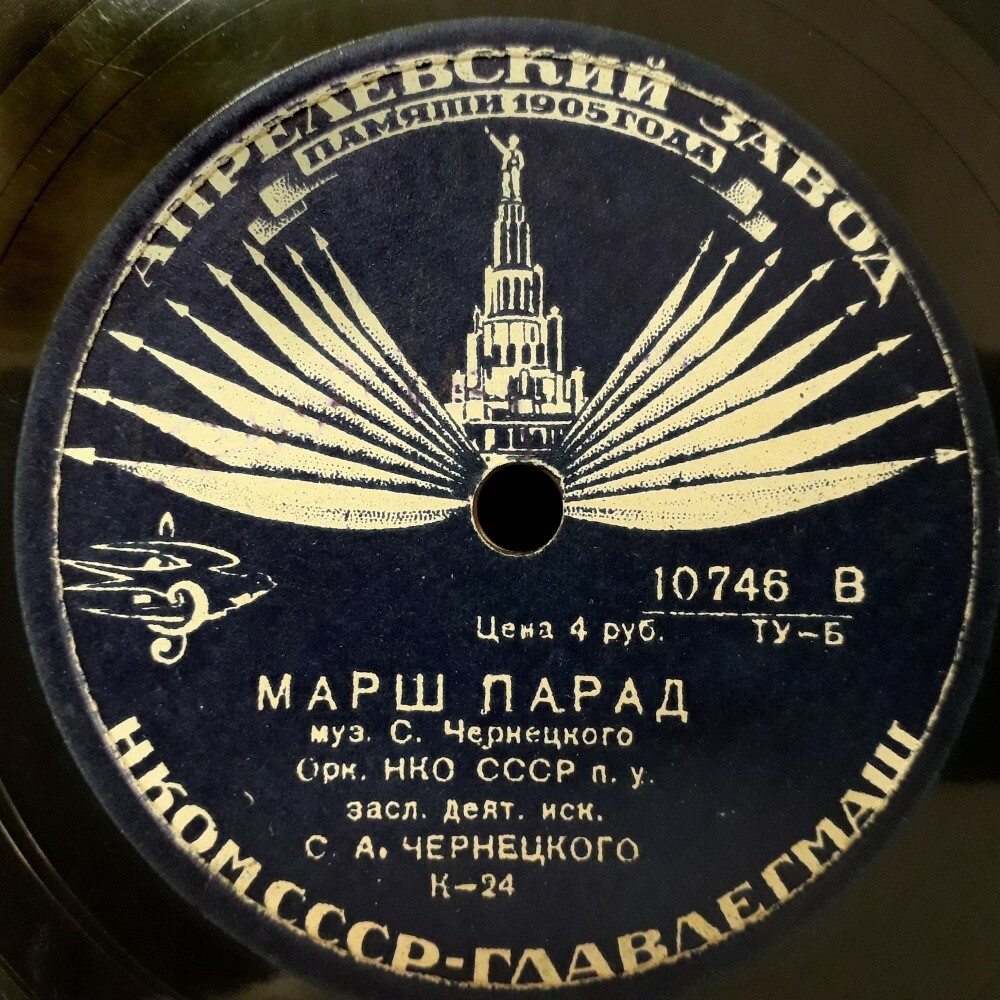 АПРЕЛЕВСКИЙ ЗАВОД
ПАМЯТИ 1905 ГОДА
10746 В
Цена 4 руб. ТУ-Б
МАРШ ПАРАД
муз. С. Чернецкого
Орк. НКО СССР п. у.
засл. деят. иск.
С. А. ЧЕРНЕЦКОГО
К-24
НКОМ СССР-ГЛАВЛЕГМАШ